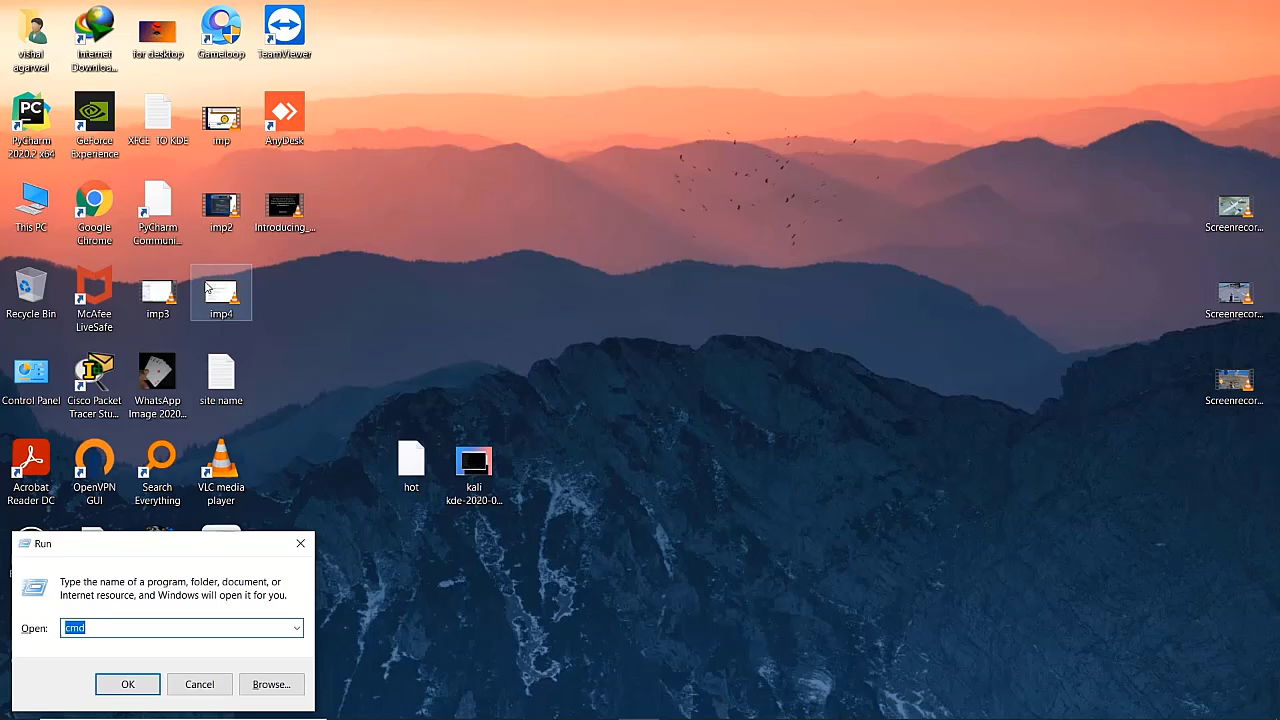 vishal
agarwal
Internet
Downloa...
for desktop
Gameloop
TeamViewer
PC
PyCharm
2020.2 x64
GeForce
Experience
XFCE TO KDE
imp
AnyDesk
This PC
Google
Chrome
PyCharm
Communi...
imp2
Introducing_...
Screenrecor...
Recycle Bin
McAfee
LiveSafe
imp3
imp4
Screenrecor...
Control Panel
Cisco Packet
Tracer Stu...
WhatsApp
Image 2020...
site name
Screenrecor...
Acrobat
Reader DC
OpenVPN
GUI
Search
Everything
VLC media
player
hot
kali
kde-2020-0...
Run
Type the name of a program, folder, document, or
Internet resource, and Windows will open it for you.
Open:
cmd
OK
Cancel
Browse...